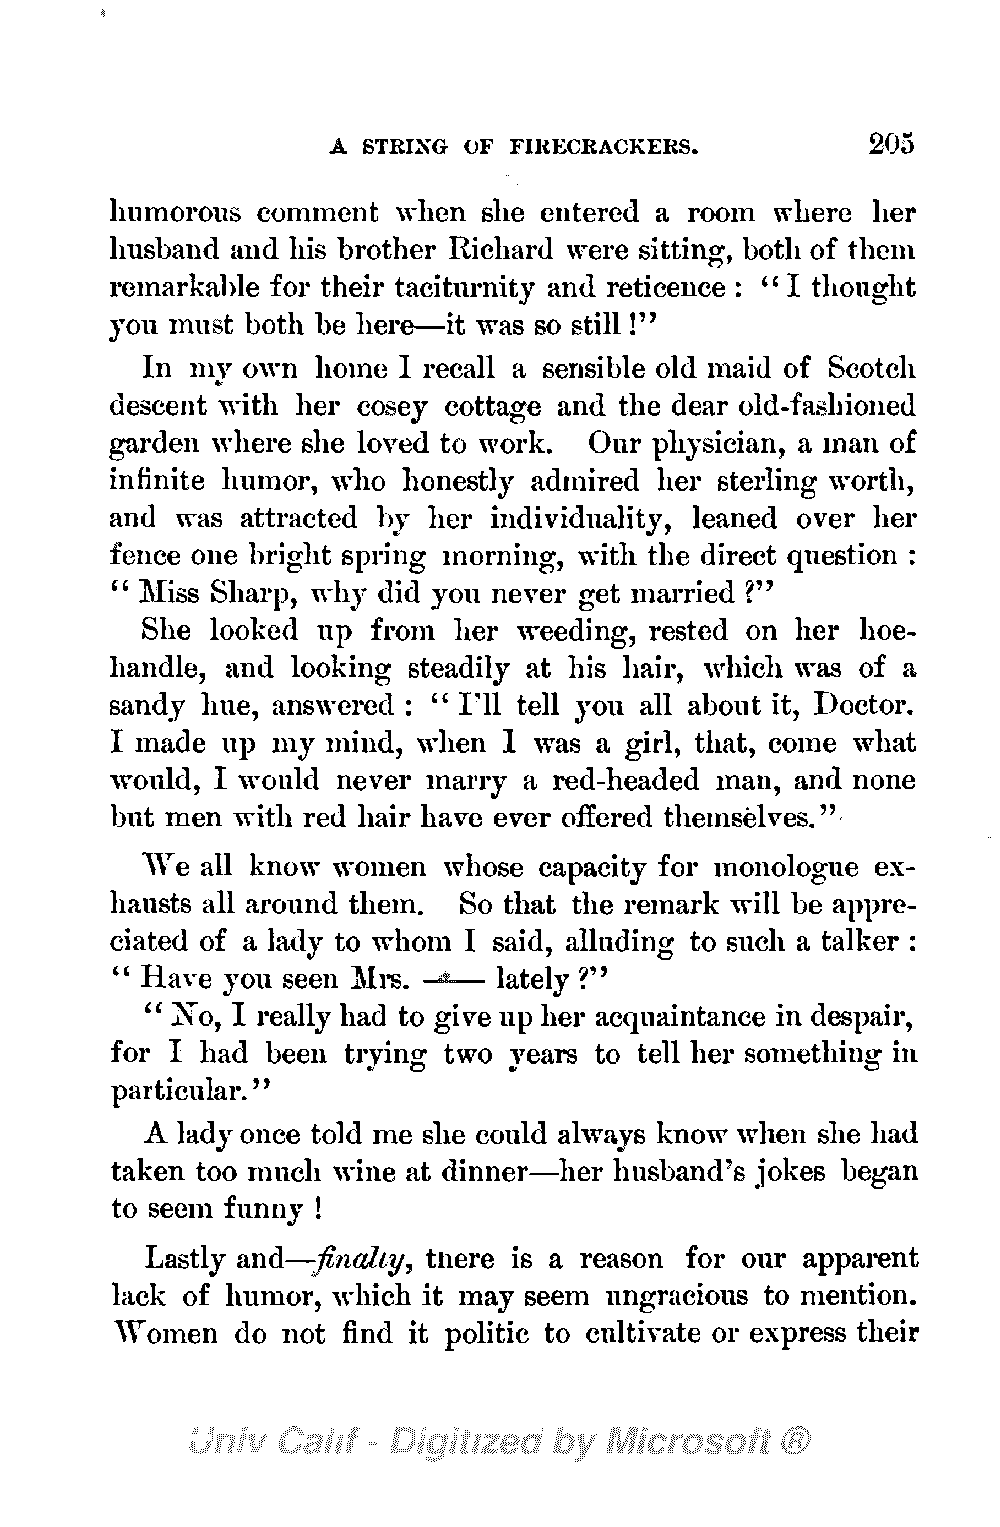 A STRING OF FIRECRACKERS. 205
humorous comment when she entered a room where her
husband and his brother Richard were sitting, both of them
remarkable for their taciturnity and reticence : “ I thought
you must both be here—it was so still !”
In my own home I recall a sensible old maid of Scotch
descent with her cosey cottage and the dear old-fashioned
garden where she loved to work. Our physician, a man of
infinite humor, who honestly admired her sterling worth,
and was attracted by her individuality, leaned over her
fence one bright spring morning, with the direct question :
“ Miss Sharp, why did you never get married ?”
She looked up from her weeding, rested on her hoe-
handle, and looking steadily at his hair, which was of a
sandy hue, answered : “ I’ll tell you all about it, Doctor.
I made up my mind, when I was a girl, that, come what
would, I would never marry a red-headed man, and none
but men with red hair have ever offered themselves.”
We all know women whose capacity for monologue ex-
hausts all around them. So that the remark will be appre-
ciated of a lady to whom I said, alluding to such a talker :
“ Have you seen Mrs. —— lately ?”
“ No, I really had to give up her acquaintance in despair,
for I had been trying two years to tell her something in
particular.”
A lady once told me she could always know when she had
taken too much wine at dinner—her husband’s jokes began
to seem funny !
Lastly and—finally, there is a reason for our apparent
lack of humor, which it may seem ungracious to mention.
Women do not find it politic to cultivate or express their
Univ Calif - Digitized by Microsoft ®